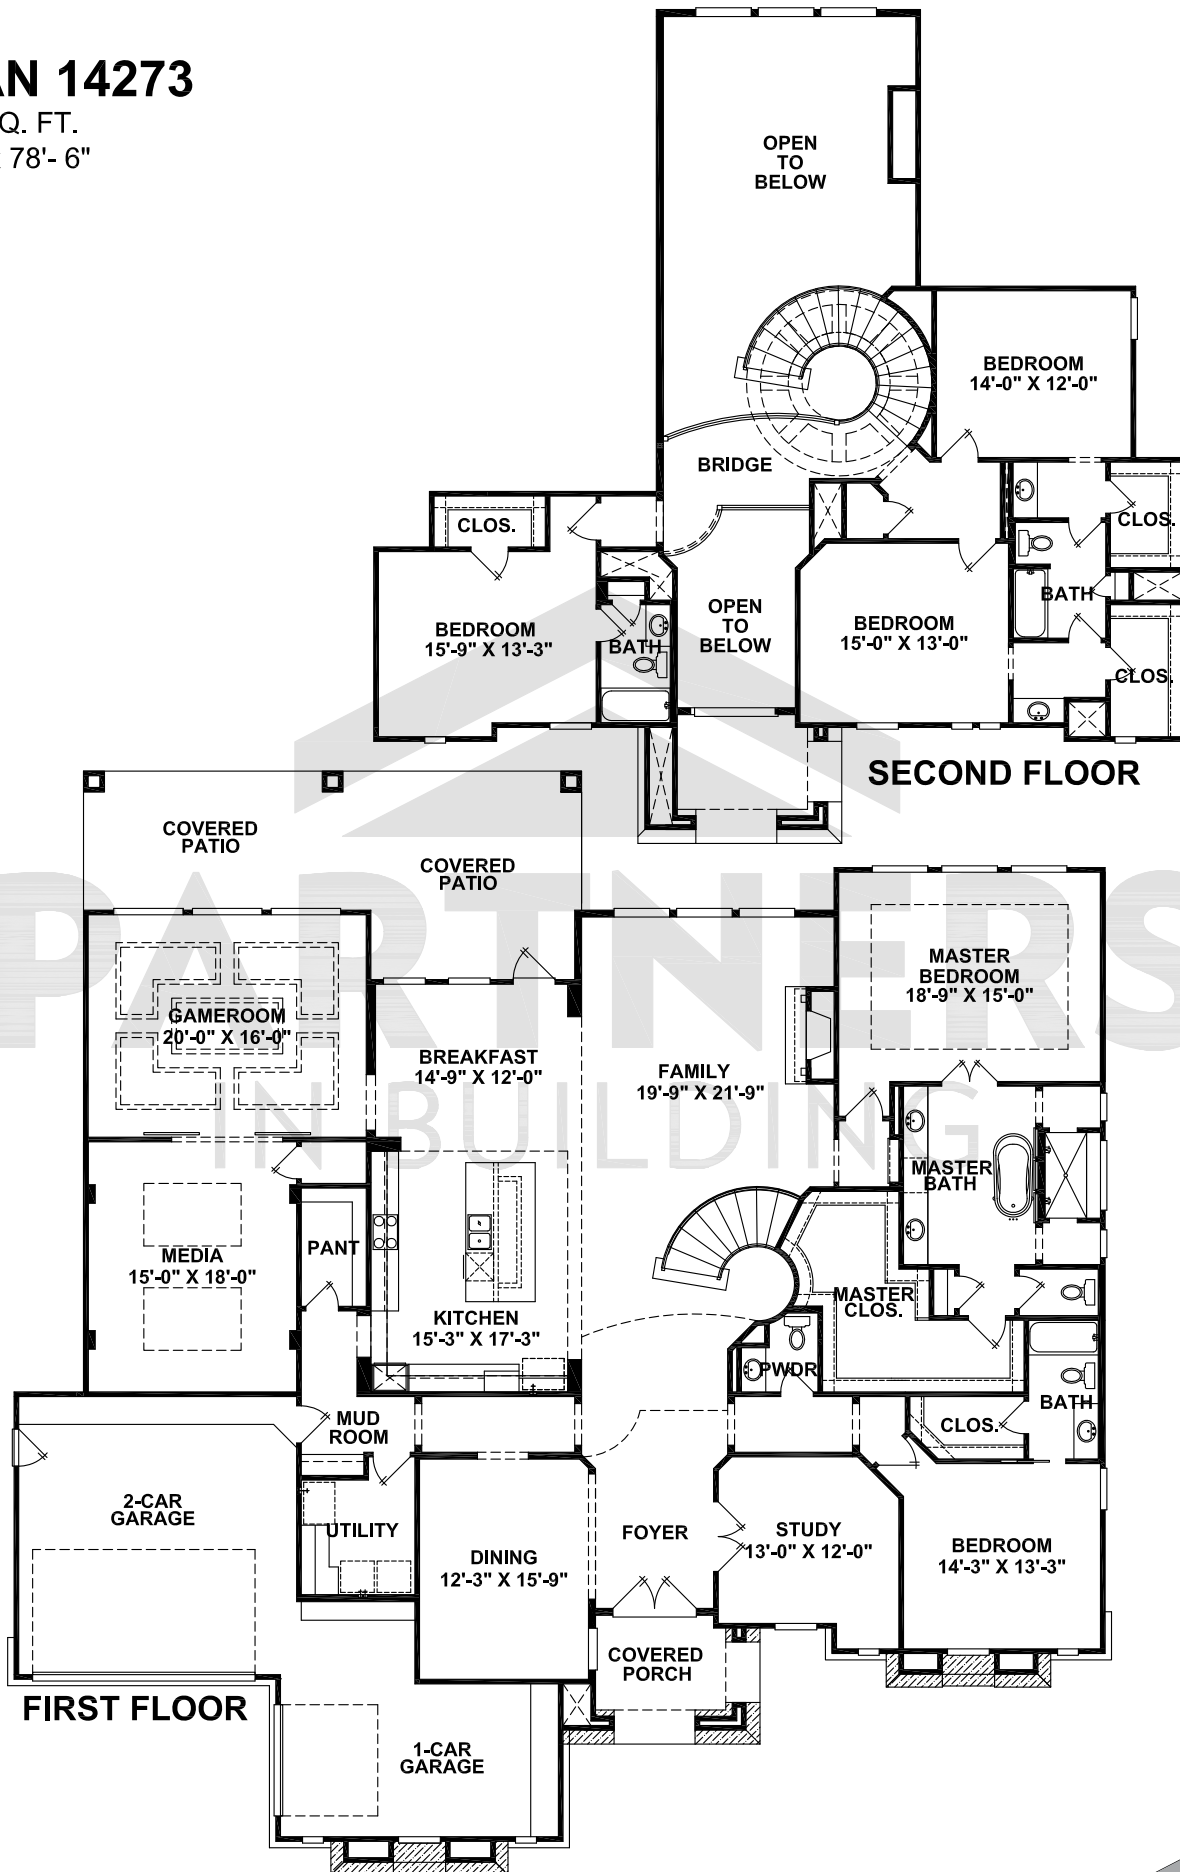 AN 14273
Q. FT.
78'- 6"
OPEN
TO
BELOW
BEDROOM
14'-0" X 12'-0"
BRIDGE
CLOS.
CLOS.
BEDROOM
15'-9" X 13'-3"
BATH
OPEN
TO
BELOW
BEDROOM
15'-0" X 13'-0"
BATH
CLOS.
SECOND FLOOR
COVERED
PATIO
COVERED
PATIO
PARTNERS
IN BUILDING
GAMEROOM
20'-0" X 16'-0"
BREAKFAST
14'-9" X 12'-0"
FAMILY
19'-9" X 21'-9"
MASTER
BEDROOM
18'-9" X 15'-0"
MASTER
BATH
MEDIA
15'-0" X 18'-0"
PANT
KITCHEN
15'-3" X 17'-3"
MASTER
CLOS.
PWDR
BATH
CLOS.
MUD
ROOM
2-CAR
GARAGE
UTILITY
DINING
12'-3" X 15'-9"
FOYER
STUDY
13'-0" X 12'-0"
BEDROOM
14'-3" X 13'-3"
COVERED
PORCH
FIRST FLOOR
1-CAR
GARAGE